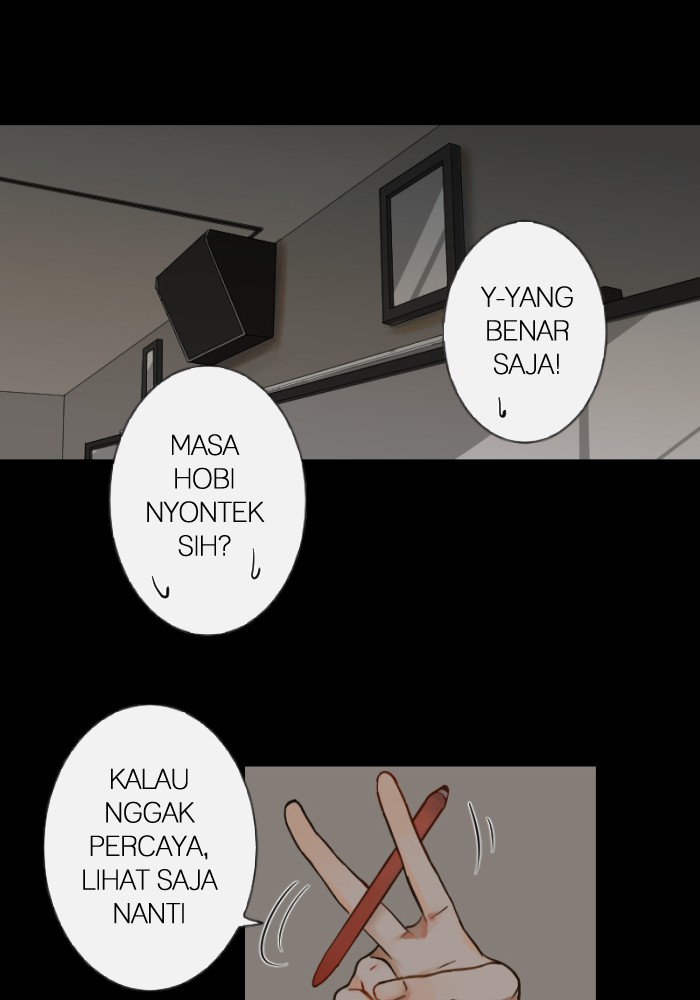 Y-YANG
BENAR
SAJA!
MASA
HOBI
NYONTEK
SIH?
KALAU
NGGAK
PERCAYA,
LIHAT SAJA
NANTI